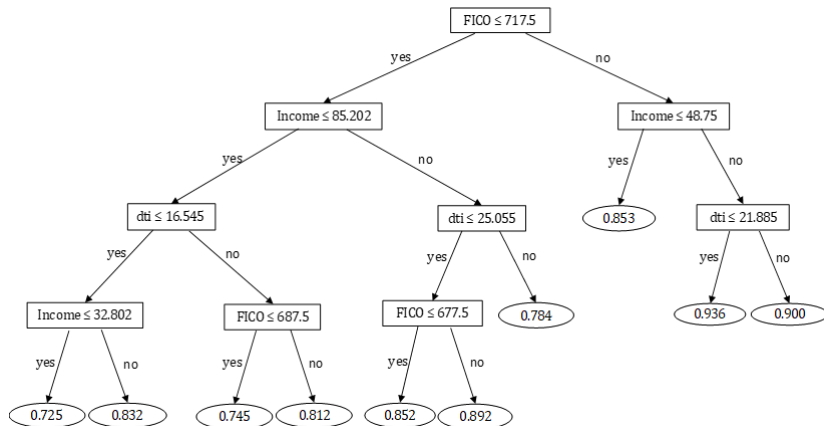 FICO ≤ 717.5
yes
no
Income ≤ 85.202
Income ≤ 48.75
yes
no
yes
no
dti ≤ 16.545
dti ≤ 25.055
0.853
dti ≤ 21.885
yes
no
yes
no
yes
no
Income ≤ 32.802
FICO ≤ 687.5
FICO ≤ 677.5
0.784
0.936
0.900
yes
no
yes
no
yes
no
0.725
0.832
0.745
0.812
0.852
0.892